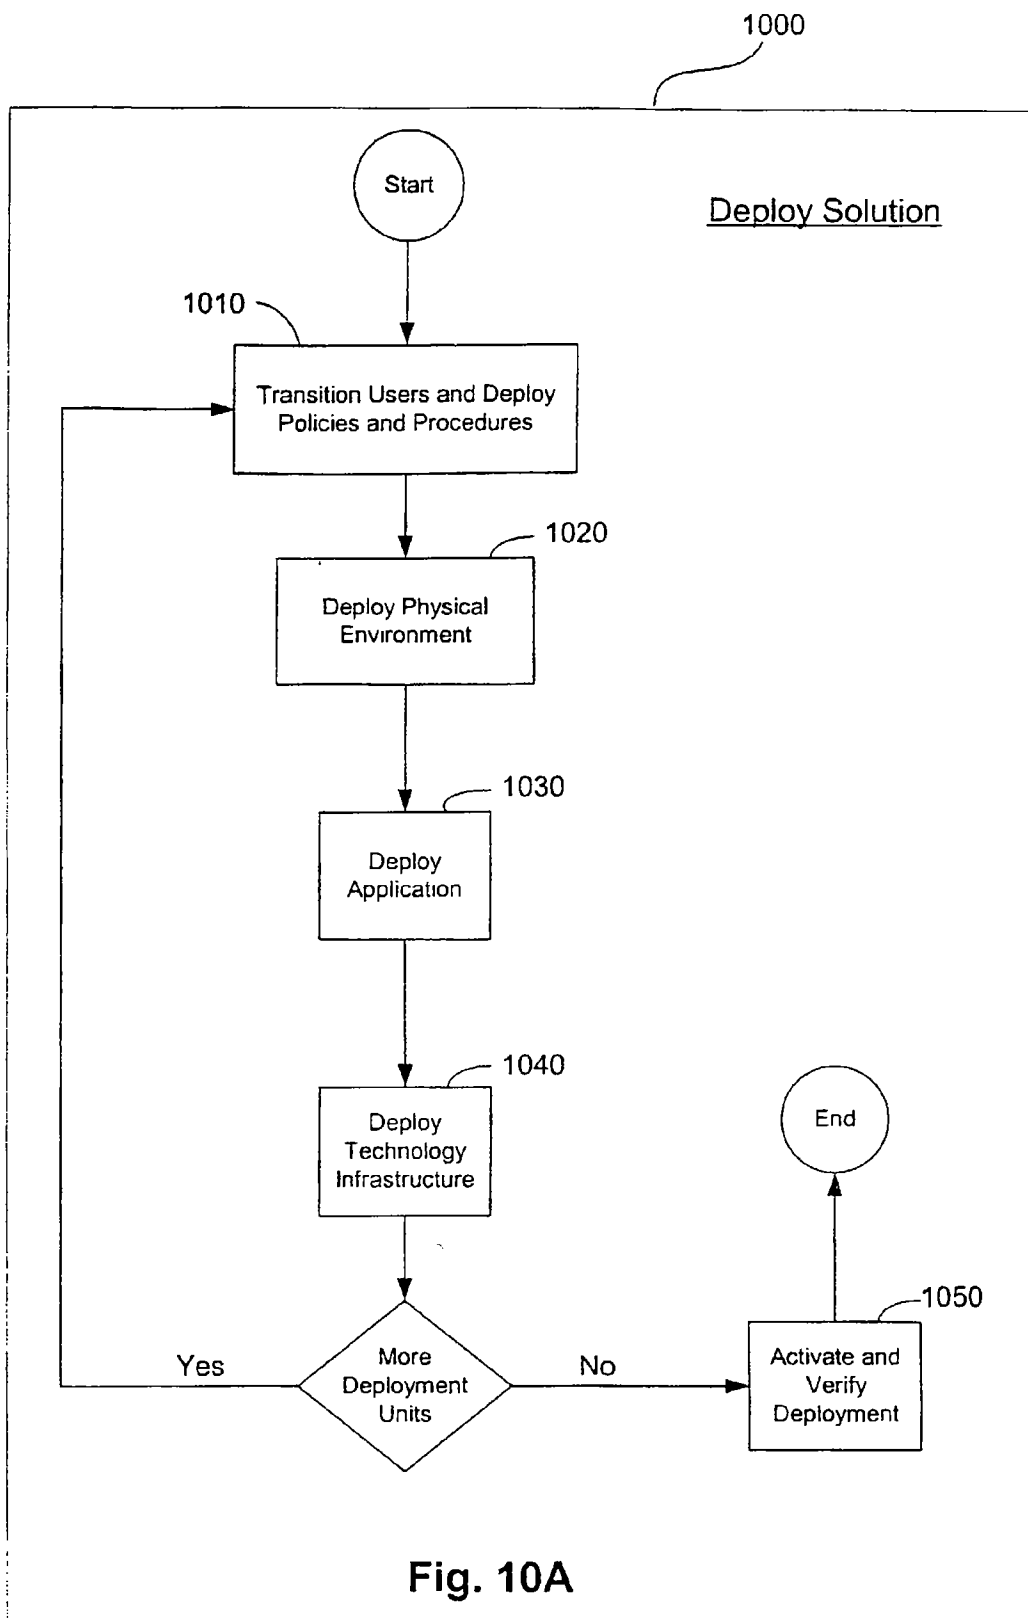 1000
Start
Deploy Solution
1010
Transition Users and Deploy
Policies and Procedures
1020
Deploy Physical
Environment
1030
Deploy
Application
1040
Deploy
Technology
Infrastructure
End
1050
Yes
More
Deployment
Units
No
Activate and
Verify
Deployment
Fig. 10A